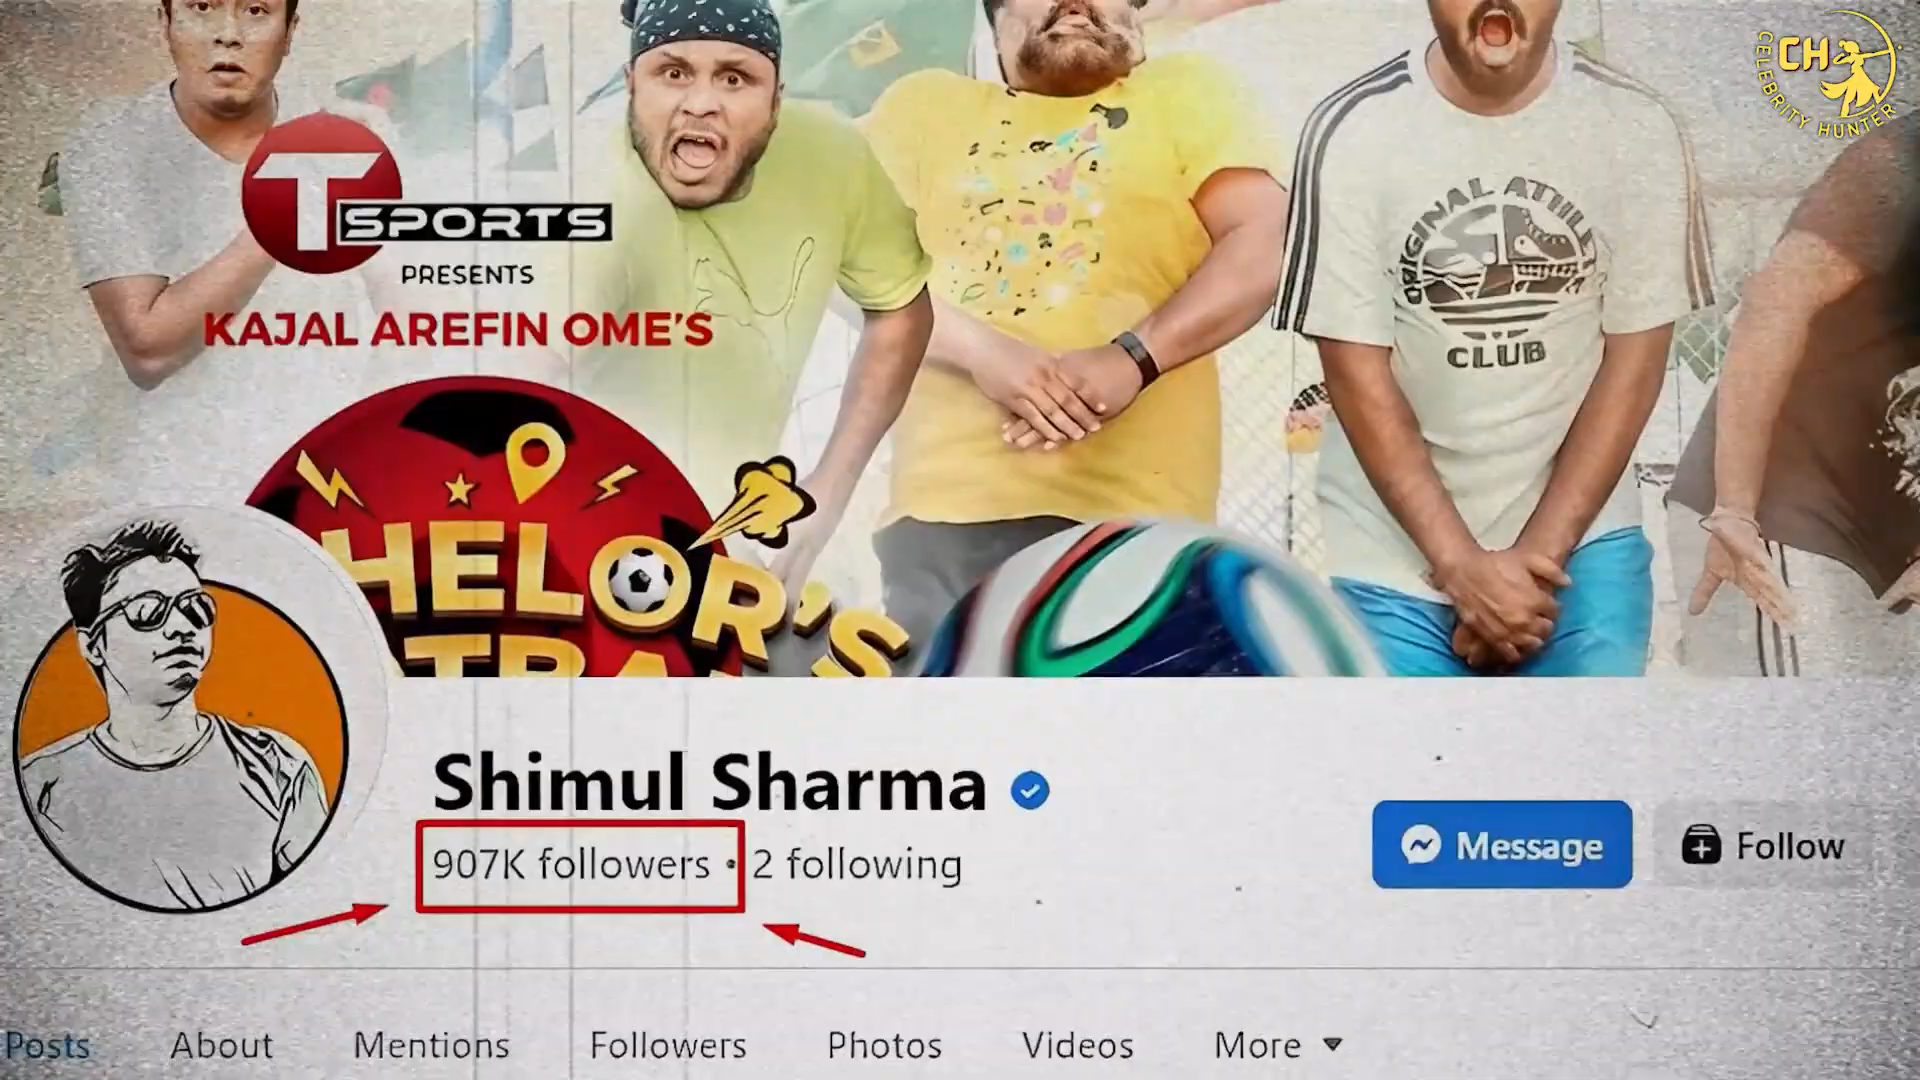 CH
CELEBRITY HUNTER
T SPORTS
PRESENTS
KAJAL AREFIN OME'S
HELOR'S
ORIGINAL ATHLE
CLUB
Shimul Sharma
907K followers • 2 following
Message
Follow
Posts About Mentions Followers Photos Videos More